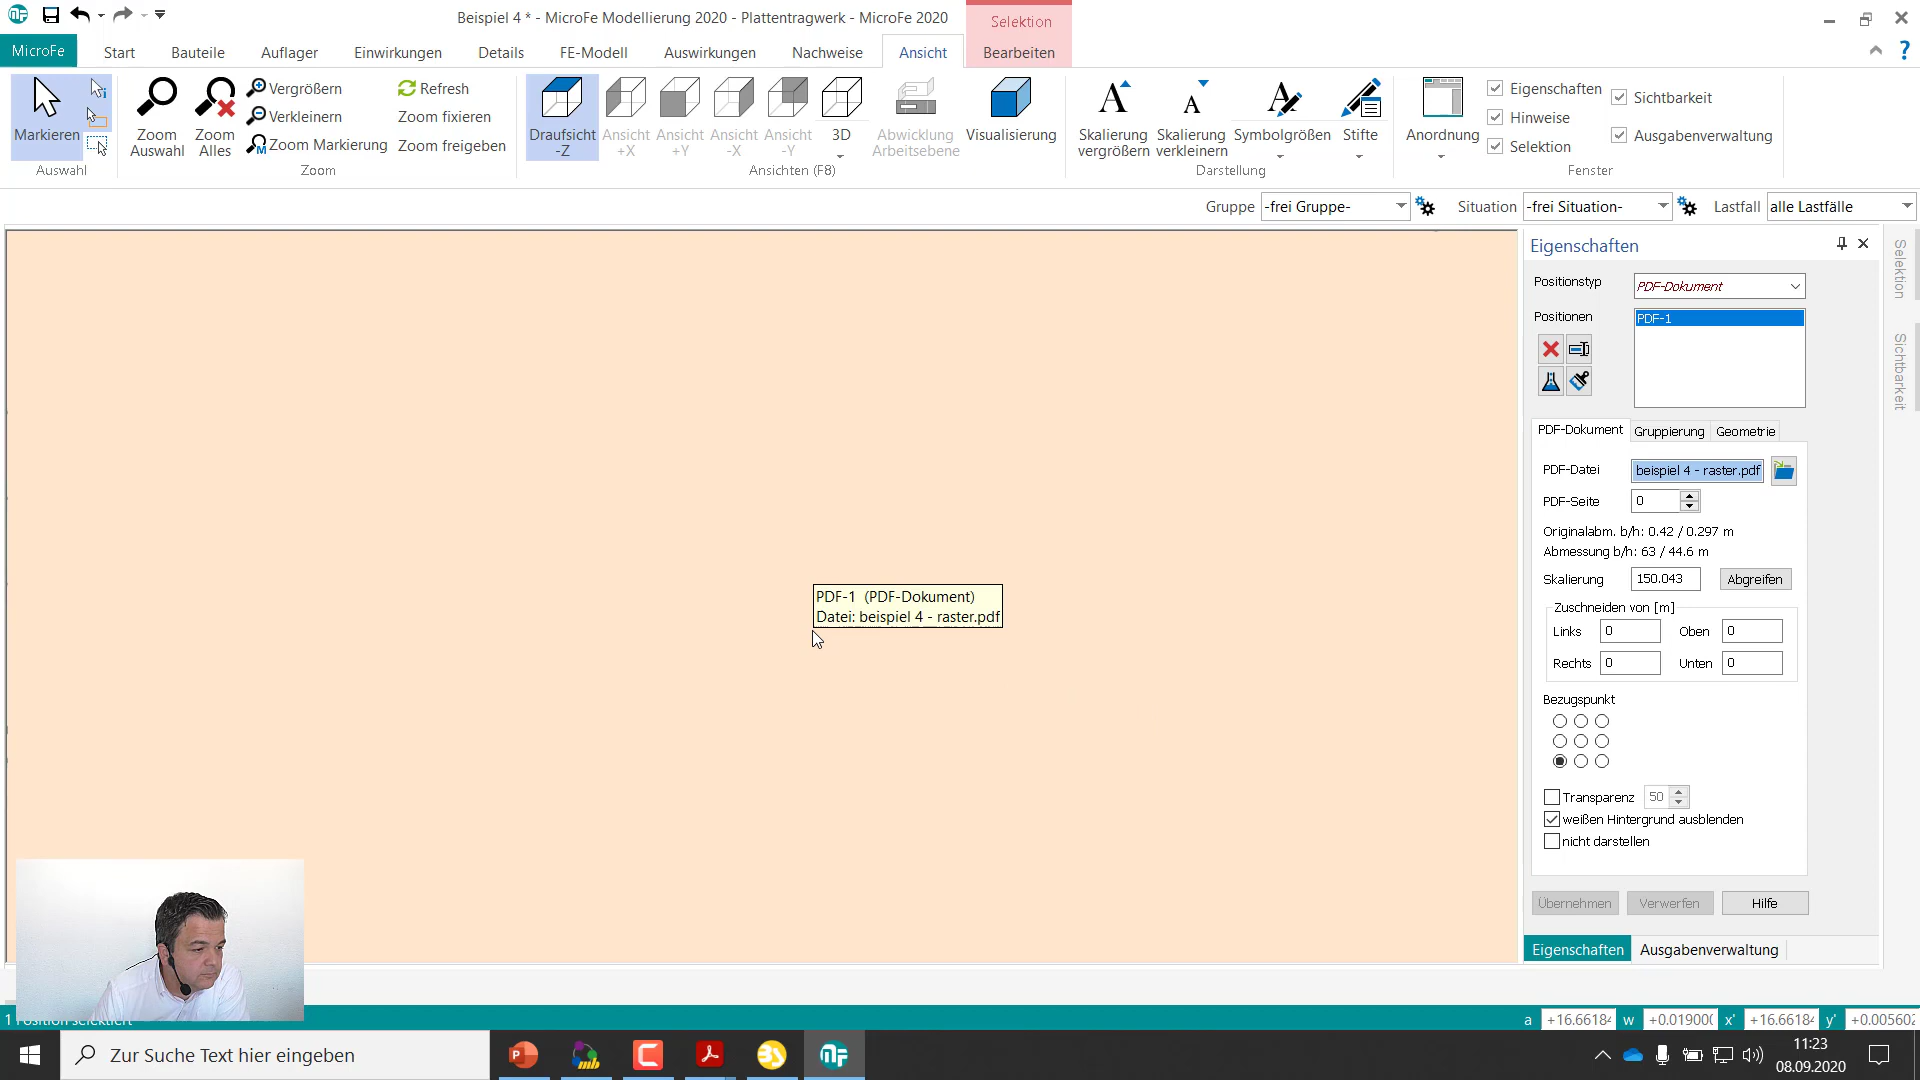 Beispiel 4 * - MicroFe Modellierung 2020 - Plattentragwerk - MicroFe 2020
Selektion
MicroFe
Start
Bauteile
Auflager
Einwirkungen
Details
FE-Modell
Auswirkungen
Nachweise
Ansicht
Bearbeiten
Markieren
Auswahl
Zoom Auswahl
Zoom Alles
Vergrößern
Verkleinern
Zoom Markierung
Refresh
Zoom fixieren
Zoom freigeben
Zoom
Draufsicht -Z
Ansicht +X
Ansicht +Y
Ansicht -X
Ansicht -Y
3D
Abwicklung Arbeitsebene
Visualisierung
Ansichten (F8)
Skalierung vergrößern
Skalierung verkleinern
Symbolgrößen
Stifte
Darstellung
Anordnung
Eigenschaften
Hinweise
Selektion
Sichtbarkeit
Ausgabenverwaltung
Fenster
Gruppe -frei Gruppe- Situation -frei Situation- Lastfall alle Lastfälle
Eigenschaften
Positionstyp PDF-Dokument
Positionen PDF-1
PDF-Dokument Gruppierung Geometrie
PDF-Datei beispiel 4 - raster.pdf
PDF-Seite 0
Originalabm. b/h: 0.42 / 0.297 m
Abmessung b/h: 63 / 44.6 m
Skalierung 150.043 Abgreifen
Zuschneiden von [m]
Links 0 Oben 0
Rechts 0 Unten 0
Bezugspunkt
Transparenz 50
weißen Hintergrund ausblenden
nicht darstellen
Übernehmen Verwerfen Hilfe
Eigenschaften Ausgabenverwaltung
Selektion
Sichtbarkeit
PDF-1 (PDF-Dokument)
Datei: beispiel 4 - raster.pdf
1 Position selektiert
a +16.6618 w +0.01900 x' +16.6618 y' +0.00560
Zur Suche Text hier eingeben
11:23
08.09.2020